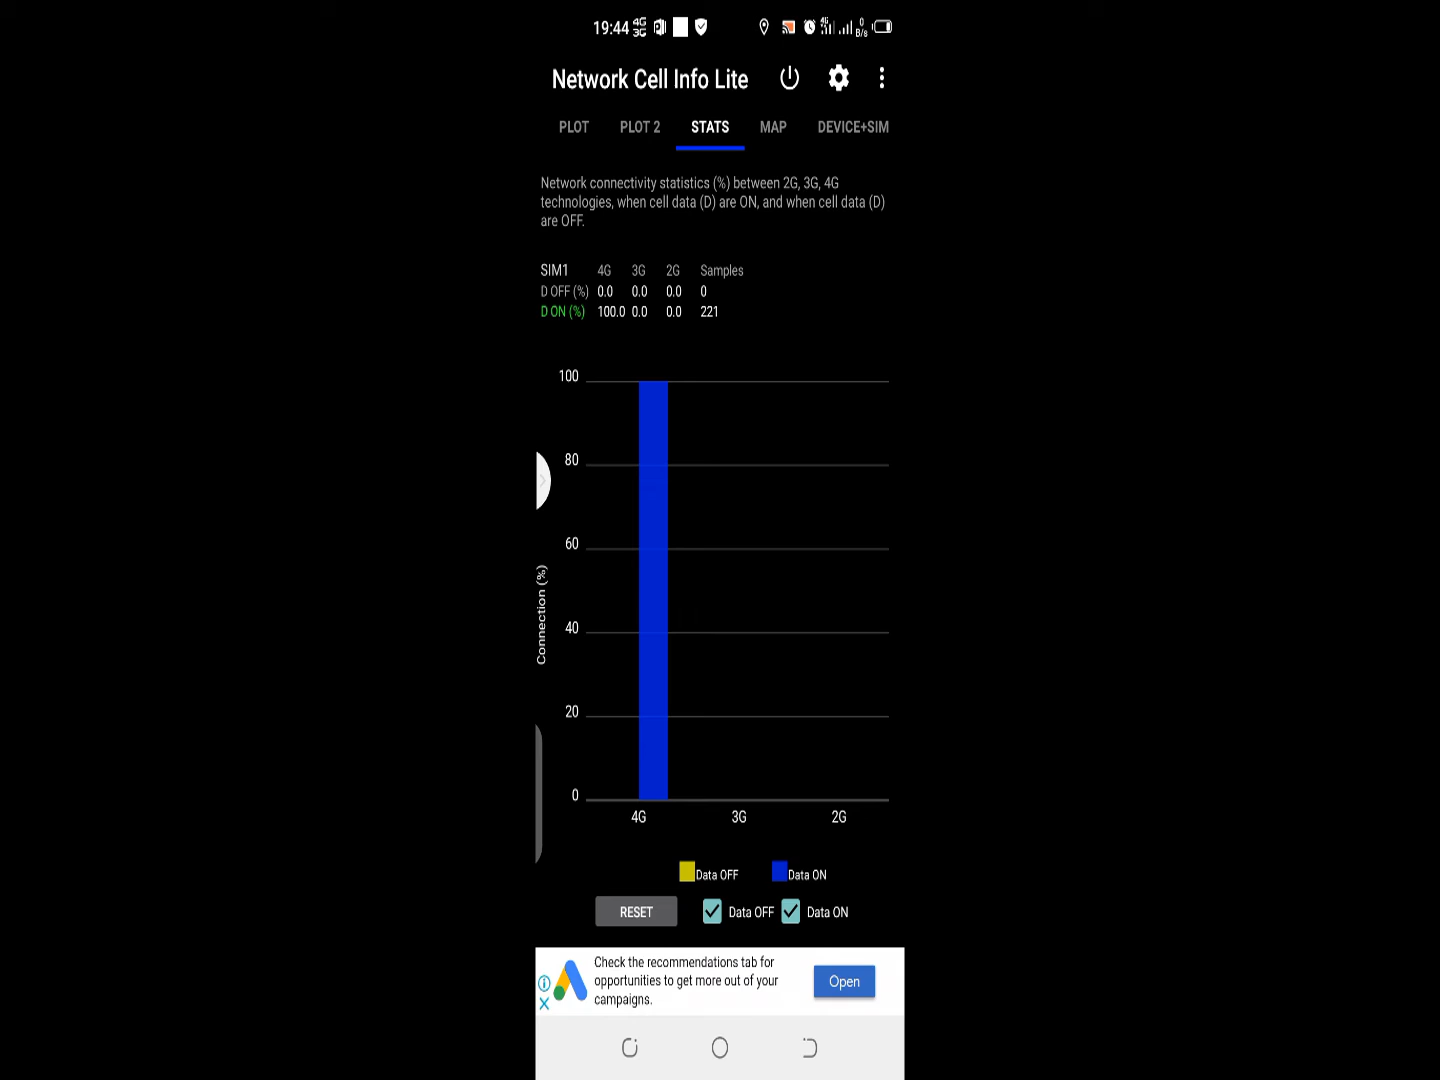 19:44 4G 3G 4G 0 B/s
Network Cell Info Lite
PLOT PLOT 2 STATS MAP DEVICE+SIM
Network connectivity statistics (%) between 2G, 3G, 4G
technologies, when cell data (D) are ON, and when cell data (D)
are OFF.
SIM1 4G 3G 2G Samples
D OFF (%) 0.0 0.0 0.0 0
D ON (%) 100.0 0.0 0.0 221
100
80
60
40
20
0
Connection (%)
4G 3G 2G
Data OFF Data ON
RESET Data OFF Data ON
Check the recommendations tab for
opportunities to get more out of your
campaigns.
Open